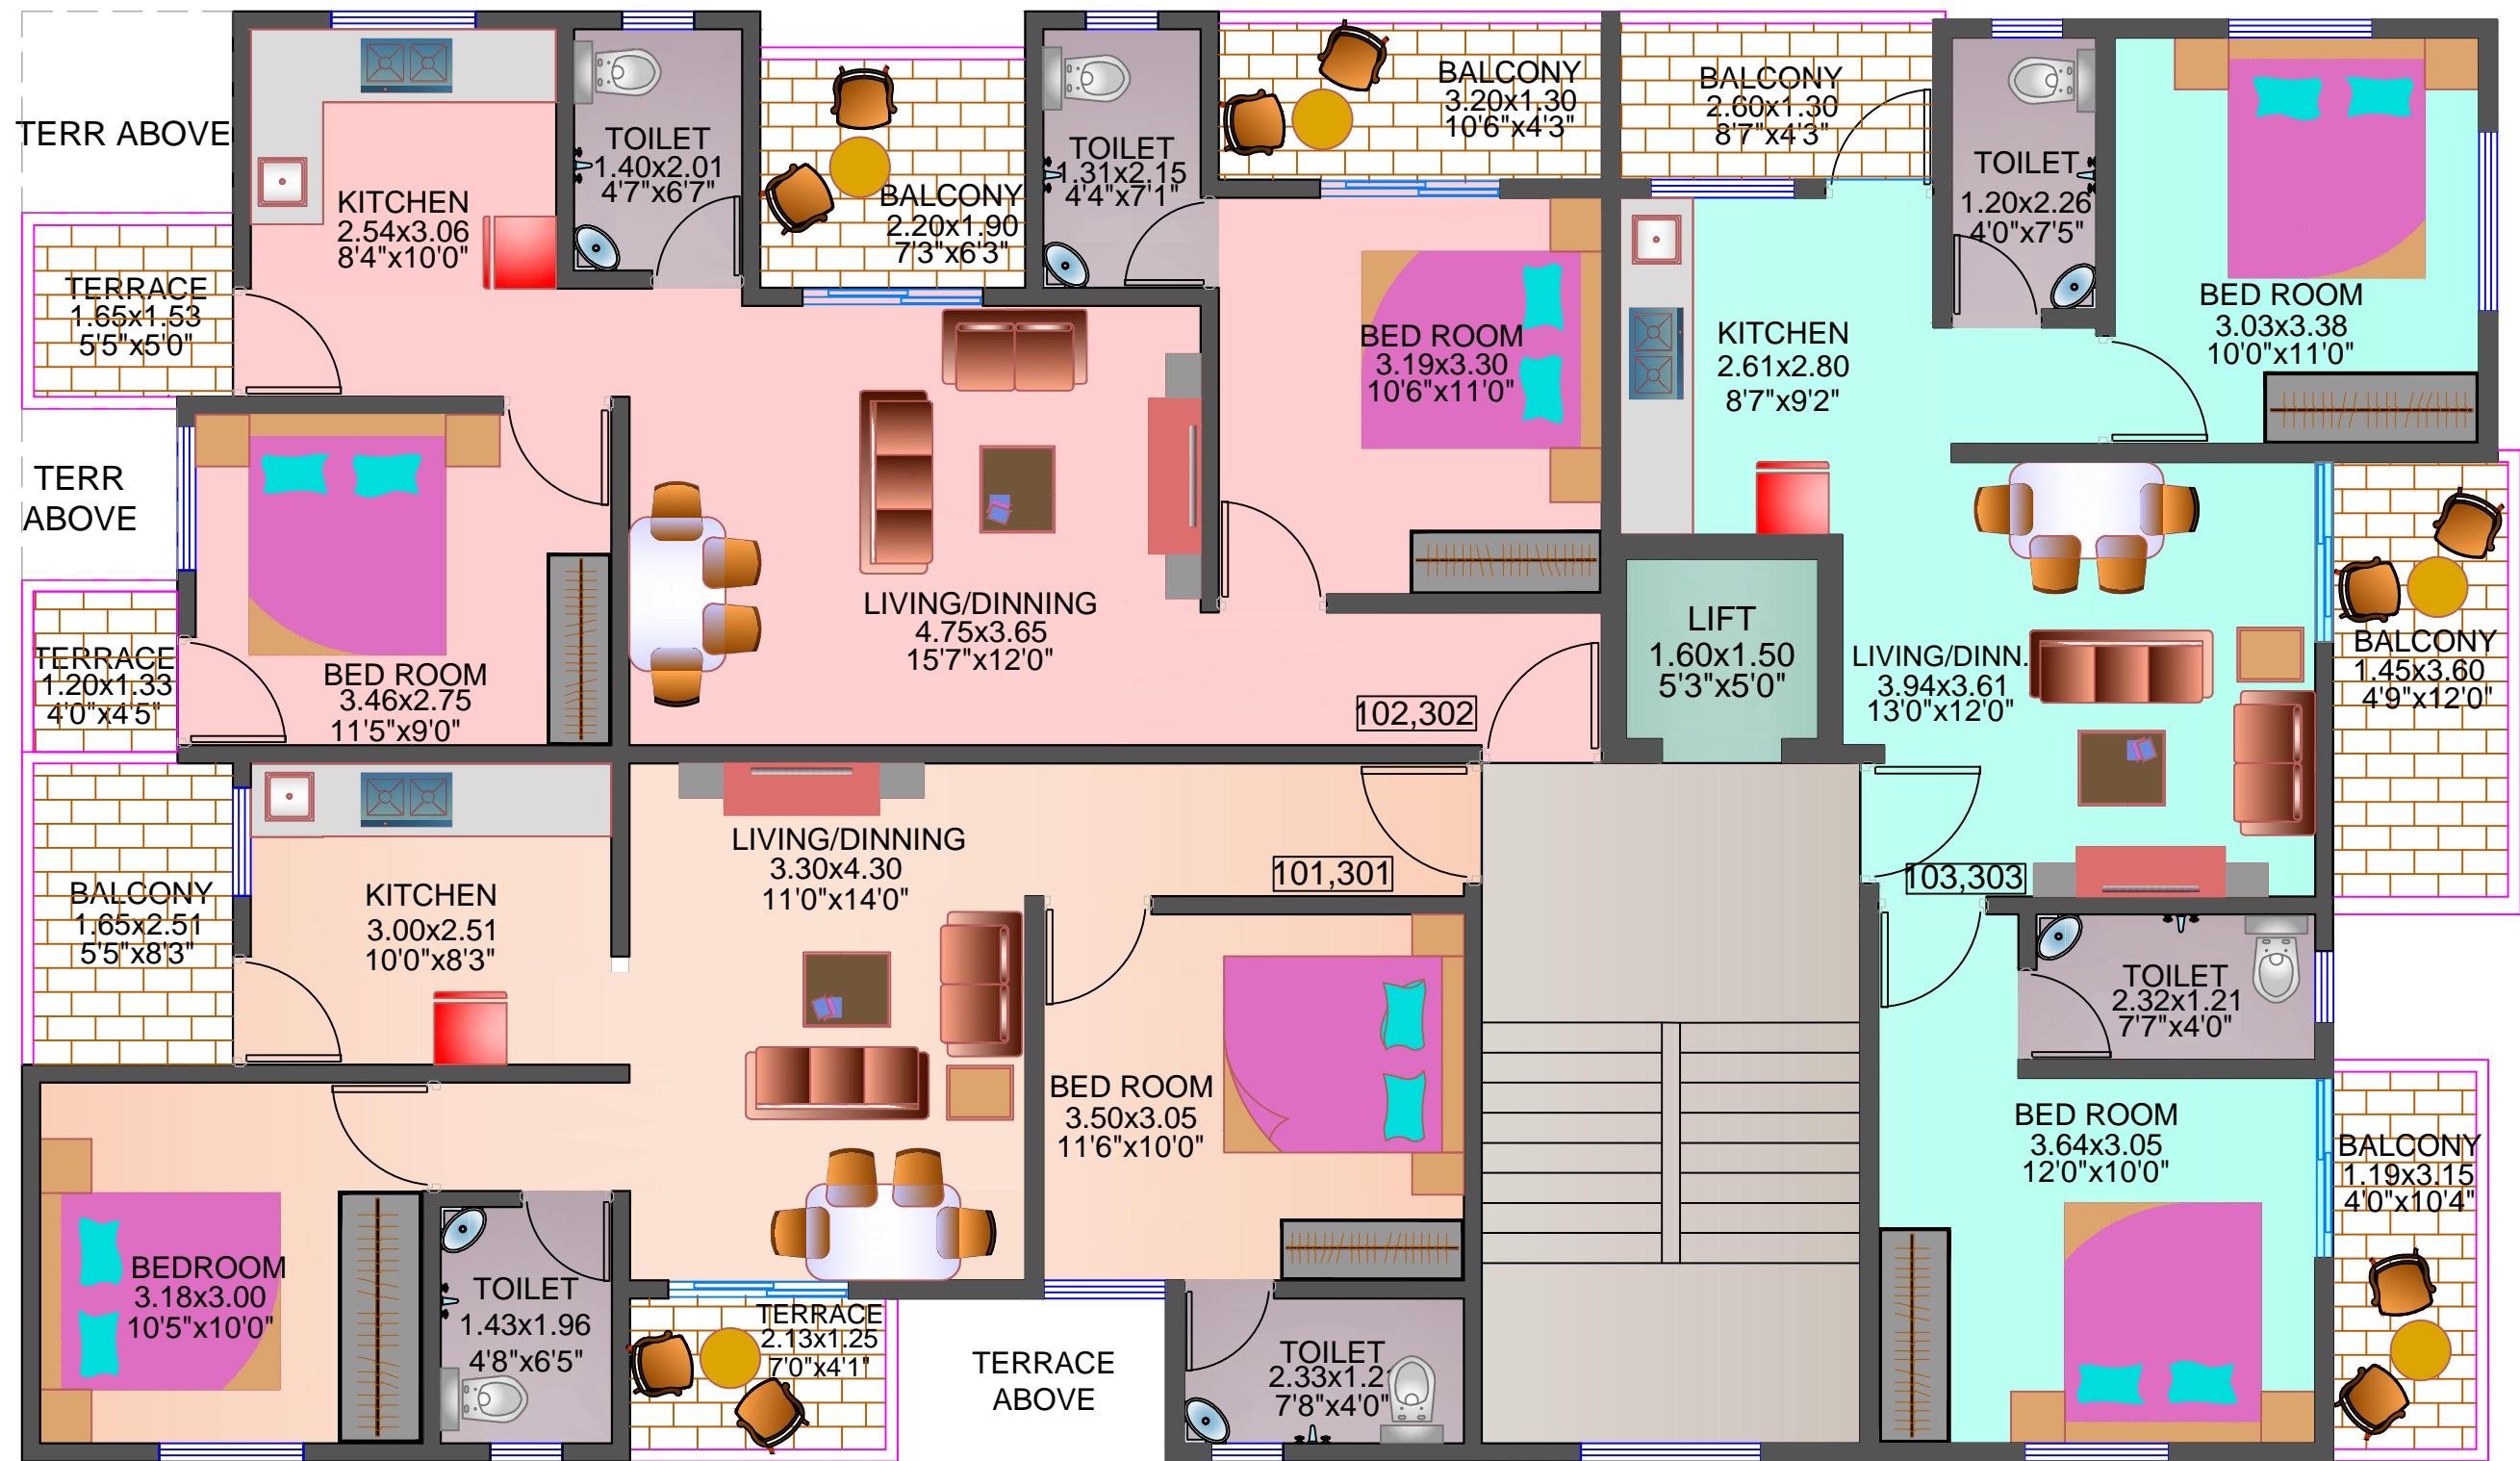 TERR ABOVE
KITCHEN
2.54x3.06
8'4"x10'0"
TOILET
1.40x2.01
4'7"x6'7"
BALCONY
2.20x1.90
7'3"x6'3"
TOILET
1.31x2.15
4'4"x7'1"
BALCONY
3.20x1.30
10'6"x4'3"
BALCONY
2.60x1.30
8'7"x4'3"
TOILET
1.20x2.26
4'0"x7'5"
BED ROOM
3.03x3.38
10'0"x11'0"
TERRACE
1.65x1.53
5'5"x5'0"
BED ROOM
3.19x3.30
10'6"x11'0"
KITCHEN
2.61x2.80
8'7"x9'2"
TERR
ABOVE
TERRACE
1.20x1.33
4'0"x4'5"
BED ROOM
3.46x2.75
11'5"x9'0"
LIVING/DINNING
4.75x3.65
15'7"x12'0"
102,302
LIFT
1.60x1.50
5'3"x5'0"
LIVING/DINN.
3.94x3.61
13'0"x12'0"
BALCONY
1.45x3.60
4'9"x12'0"
BALCONY
1.65x2.51
5'5"x8'3"
KITCHEN
3.00x2.51
10'0"x8'3"
LIVING/DINNING
3.30x4.30
11'0"x14'0"
101,301
103,303
TOILET
2.32x1.21
7'7"x4'0"
BED ROOM
3.50x3.05
11'6"x10'0"
BED ROOM
3.64x3.05
12'0"x10'0"
BALCONY
1.19x3.15
4'0"x10'4"
BEDROOM
3.18x3.00
10'5"x10'0"
TOILET
1.43x1.96
4'8"x6'5"
TERRACE
2.13x1.25
7'0"x4'1"
TERRACE
ABOVE
TOILET
2.33x1.21
7'8"x4'0"